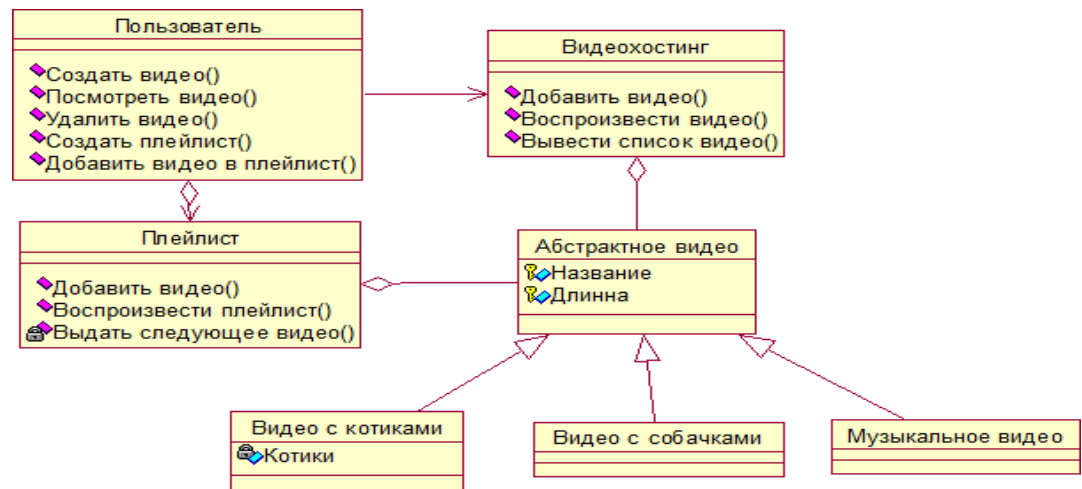 Пользователь
Создать видео()
Посмотреть видео()
Удалить видео()
Создать плейлист()
Добавить видео в плейлист()
Видеохостинг
Добавить видео()
Воспроизвести видео()
Вывести список видео()
Плейлист
Добавить видео()
Воспроизвести плейлист()
Выдать следующее видео()
Абстрактное видео
Название
Длинна
Видео с котиками
Котики
Видео с собачками
Музыкальное видео